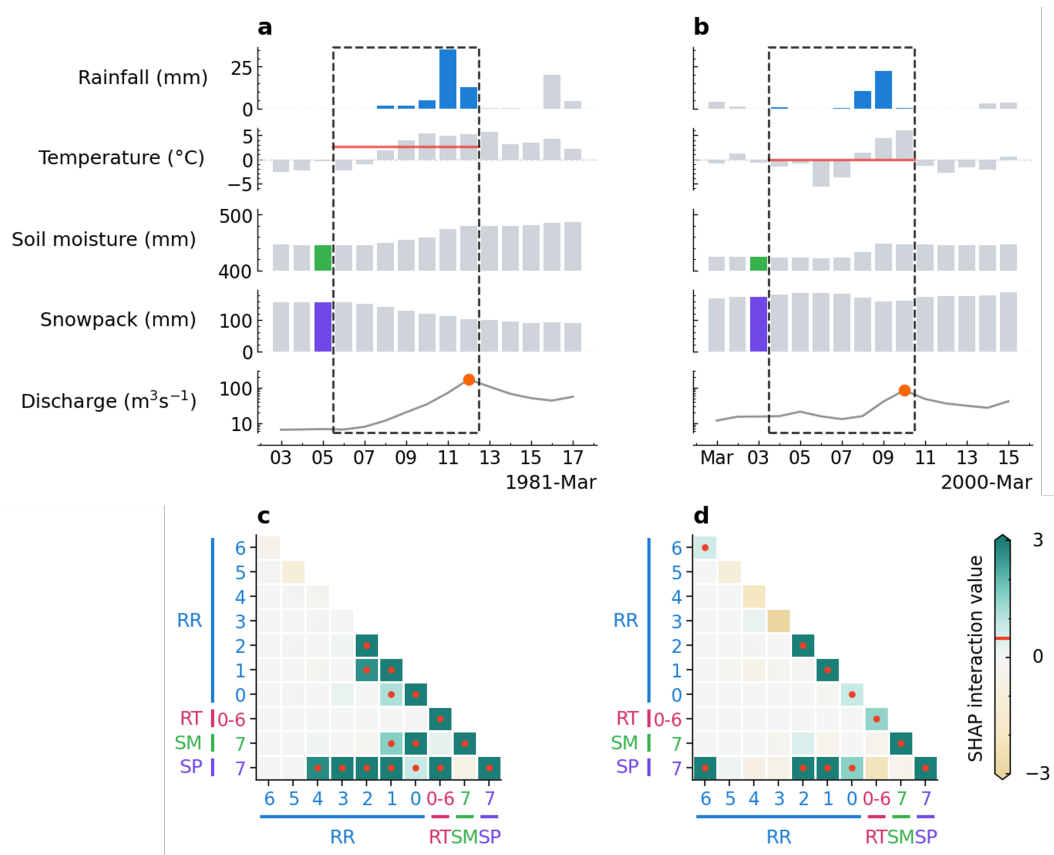 a
b
Rainfall (mm)
25
0
Temperature (°C)
5
0
−5
Soil moisture (mm)
500
400
Snowpack (mm)
100
0
Discharge (m³s⁻¹)
100
10
03 05 07 09 11 13 15 17
1981-Mar
Mar 03 05 07 09 11 13 15
2000-Mar
c
d
6
5
4
RR
3
2
1
0
RT 0-6
SM 7
SP 7
6 5 4 3 2 1 0 0-6 7 7
RR RT SM SP
6
5
4
RR
3
2
1
0
RT 0-6
SM 7
SP 7
6 5 4 3 2 1 0 0-6 7 7
RR RT SM SP
SHAP interaction value
3
0
−3